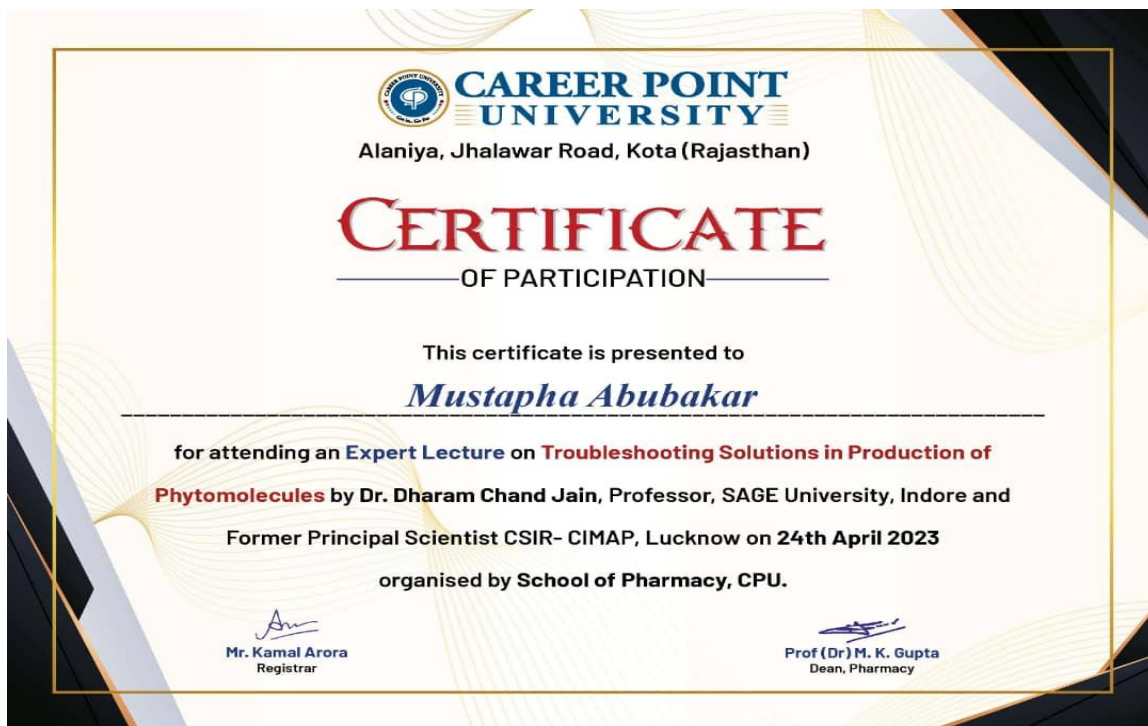 CAREER POINT
UNIVERSITY
Alaniya, Jhalawar Road, Kota (Rajasthan)
CERTIFICATE
OF PARTICIPATION
This certificate is presented to
Mustapha Abubakar
for attending an Expert Lecture on Troubleshooting Solutions in Production of
Phytomolecules by Dr. Dharam Chand Jain, Professor, SAGE University, Indore and
Former Principal Scientist CSIR- CIMAP, Lucknow on 24th April 2023
organised by School of Pharmacy, CPU.
Mr. Kamal Arora
Registrar
Prof (Dr) M. K. Gupta
Dean, Pharmacy